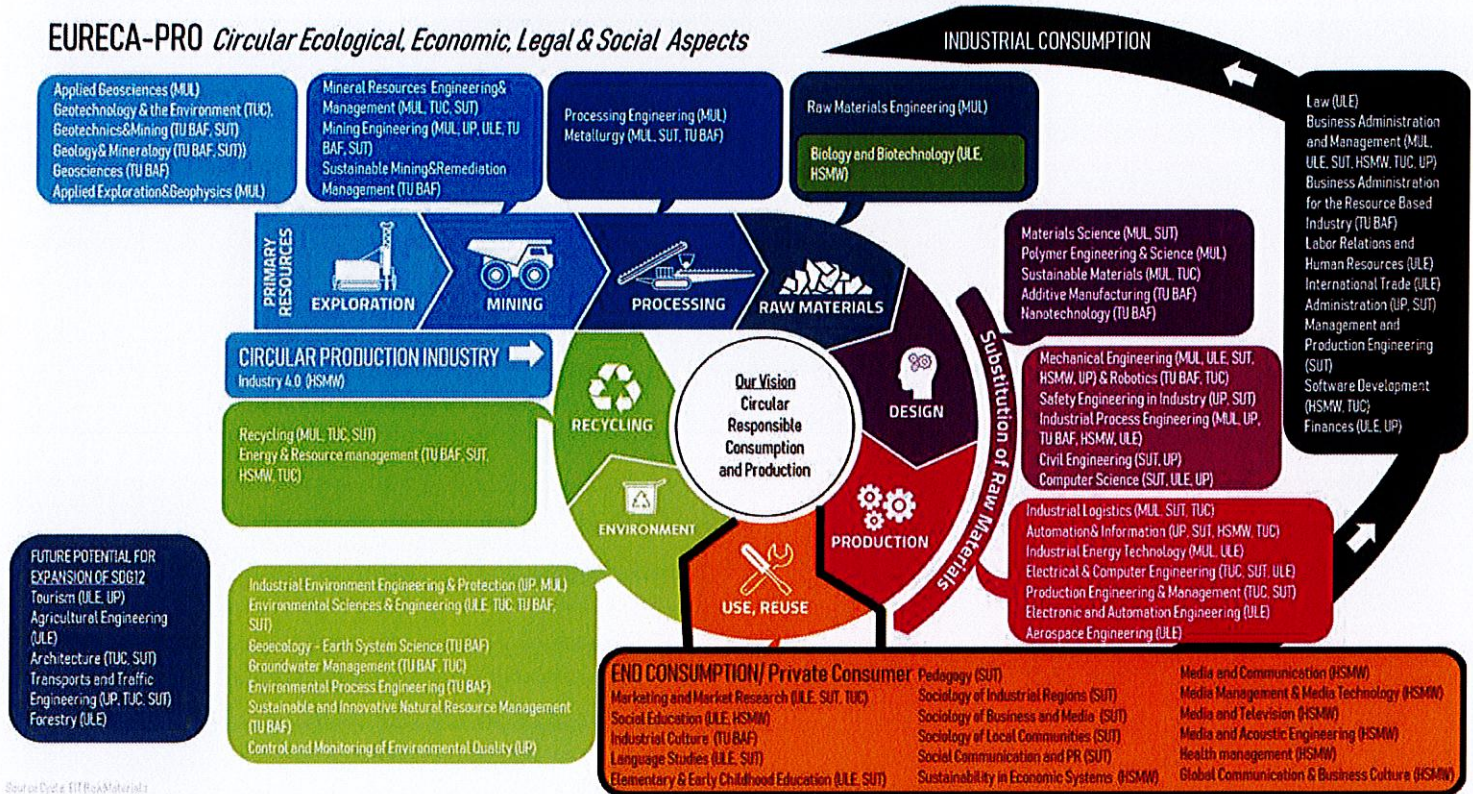 EURECA-PRO Circular Ecological, Economic, Legal & Social Aspects
INDUSTRIAL CONSUMPTION
Applied Geosciences (MUL)
Geotechnology & the Environment (TUC),
Geotechnics&Mining (TU BAF, SUT)
Geology& Mineralogy (TU BAF, SUT))
Geosciences (TU BAF)
Applied Exploration&Geophysics (MUL)
Mineral Resources Engineering&
Management (MUL, TUC, SUT)
Mining Engineering (MUL, UP, ULE, TU
BAF, SUT)
Sustainable Mining&Remediation
Management (TU BAF)
Processing Engineering (MUL)
Metallurgy (MUL, SUT, TU BAF)
Raw Materials Engineering (MUL)
Biology and Biotechnology (ULE,
HSMW)
Law (ULE)
Business Administration
and Management (MUL,
ULE, SUT, HSMW, TUC, UP)
Business Administration
for the Resource Based
Industry (TU BAF)
Labor Relations and
Human Resources (ULE)
International Trade (ULE)
Administration (UP, SUT)
Management and
Production Engineering
(SUT)
Software Development
(HSMW, TUC)
Finances (ULE, UP)
PRIMARY
RESOURCES
EXPLORATION
MINING
PROCESSING
RAW MATERIALS
DESIGN
PRODUCTION
USE, REUSE
ENVIRONMENT
RECYCLING
Our Vision
Circular
Responsible
Consumption
and Production
Substitution of Raw Materials
Materials Science (MUL, SUT)
Polymer Engineering & Science (MUL)
Sustainable Materials (MUL, TUC)
Additive Manufacturing (TU BAF)
Nanotechnology (TU BAF)
Mechanical Engineering (MUL, ULE, SUT,
HSMW, UP) & Robotics (TU BAF, TUC)
Safety Engineering in Industry (UP, SUT)
Industrial Process Engineering (MUL, UP,
TU BAF, HSMW, ULE)
Civil Engineering (SUT, UP)
Computer Science (SUT, ULE, UP)
Industrial Logistics (MUL, SUT, TUC)
Automation& Information (UP, SUT, HSMW, TUC)
Industrial Energy Technology (MUL, ULE)
Electrical & Computer Engineering (TUC, SUT, ULE)
Production Engineering & Management (TUC, SUT)
Electronic and Automation Engineering (ULE)
Aerospace Engineering (ULE)
CIRCULAR PRODUCTION INDUSTRY
Industry 4.0 (HSMW)
Recycling (MUL, TUC, SUT)
Energy & Resource management (TU BAF, SUT,
HSMW, TUC)
FUTURE POTENTIAL FOR
EXPANSION OF SDG12
Tourism (ULE, UP)
Agricultural Engineering
(ULE)
Architecture (TUC, SUT)
Transports and Traffic
Engineering (UP, TUC, SUT)
Forestry (ULE)
Industrial Environment Engineering & Protection (UP, MUL)
Environmental Sciences & Engineering (ULE, TUC, TU BAF,
SUT)
Geoecology - Earth System Science (TU BAF)
Groundwater Management (TU BAF, TUC)
Environmental Process Engineering (TU BAF)
Sustainable and Innovative Natural Resource Management
(TU BAF)
Control and Monitoring of Environmental Quality (UP)
END CONSUMPTION/ Private Consumer
Marketing and Market Research (ULE, SUT, TUC)
Social Education (ULE, HSMW)
Industrial Culture (TU BAF)
Language Studies (ULE, SUT)
Elementary & Early Childhood Education (ULE, SUT)
Pedagogy (SUT)
Sociology of Industrial Regions (SUT)
Sociology of Business and Media (SUT)
Sociology of Local Communities (SUT)
Social Communication and PR (SUT)
Sustainability in Economic Systems (HSMW)
Media and Communication (HSMW)
Media Management & Media Technology (HSMW)
Media and Television (HSMW)
Media and Acoustic Engineering (HSMW)
Health management (HSMW)
Global Communication & Business Culture (HSMW)